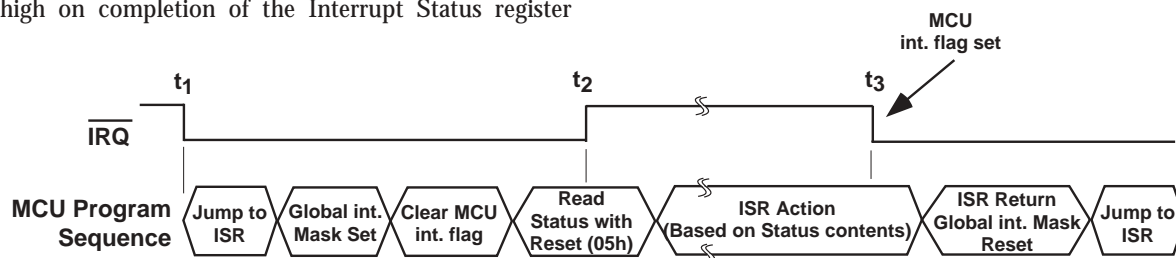 high on completion of the Interrupt Status register
MCU
int. flag set
t1
t2
t3
IRQ
MCU Program
Sequence
Jump to
ISR
Global int.
Mask Set
Clear MCU
int. flag
Read
Status with
Reset (05h)
ISR Action
(Based on Status contents)
ISR Return
Global int. Mask
Reset
Jump to
ISR